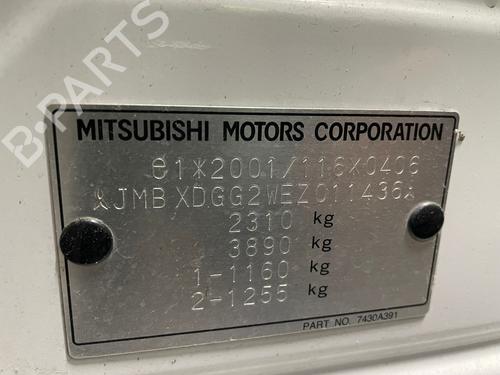 B-PARTS
MITSUBISHI MOTORS CORPORATION
e1*2001/116*0406
JMBXDGG2WEZ011436
2310 kg
3890 kg
1-1160 kg
2-1255 kg
PART NO. 7430A391